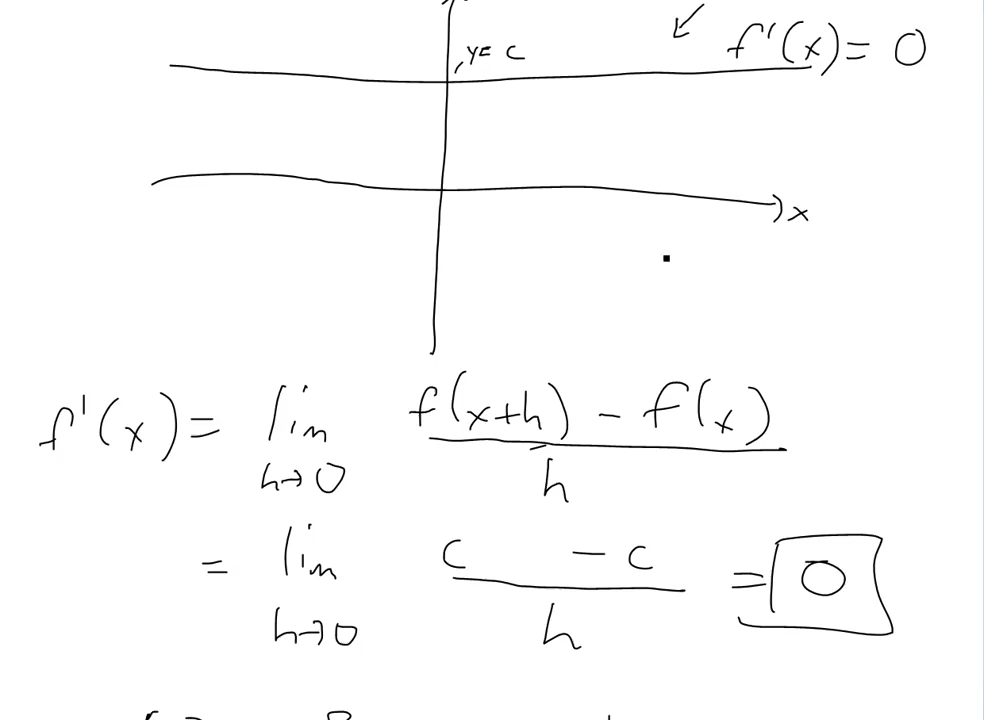 y = c
f'(x) = 0
x
f'(x) = lim h→0 f(x+h) - f(x) / h
= lim h→0 c - c / h = 0